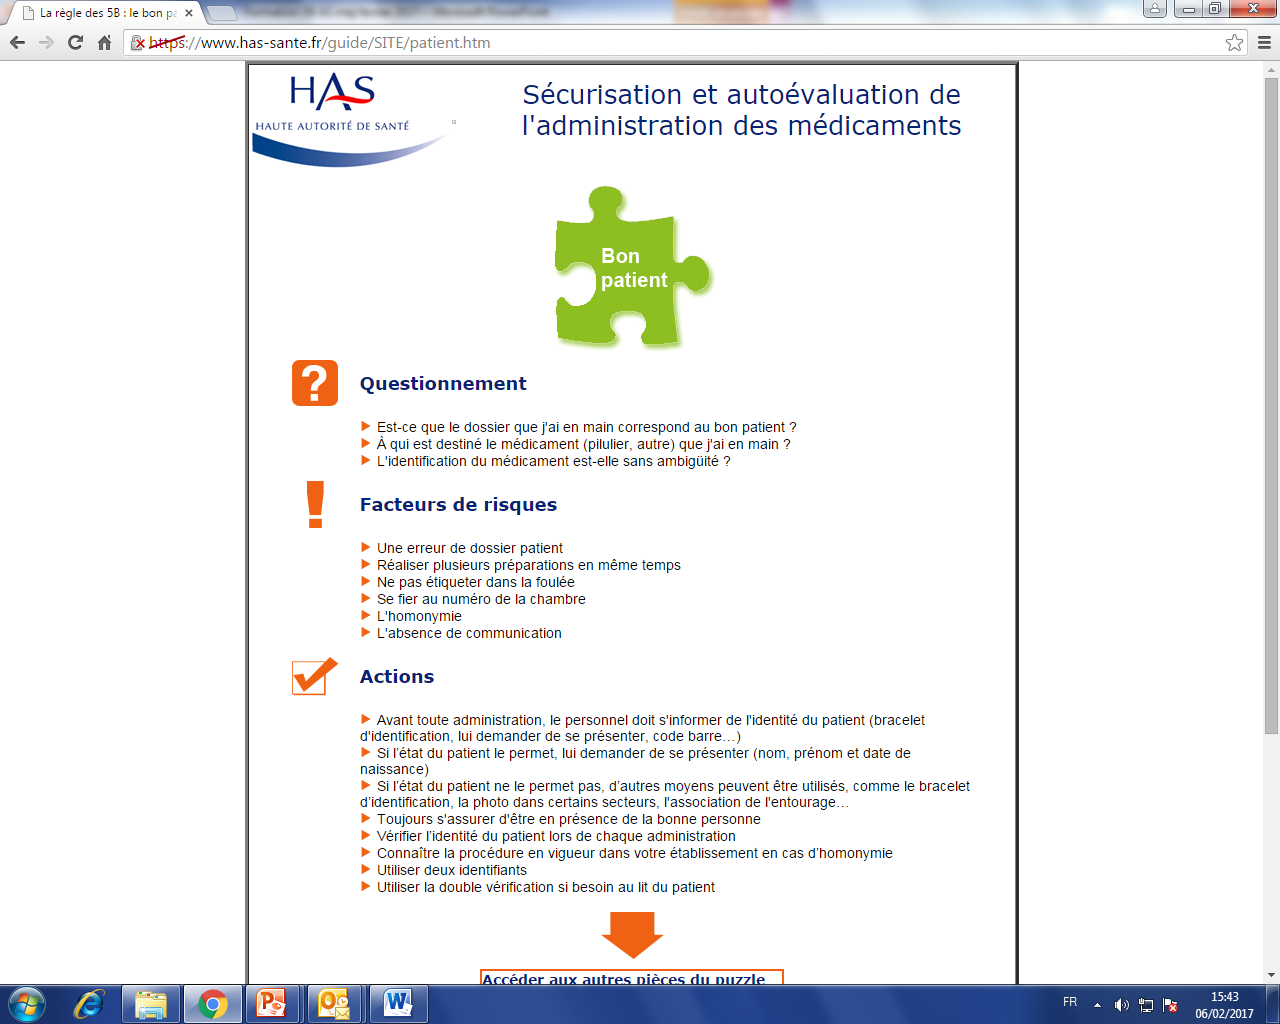 La règle des 5B : le bon pa
https://www.has-sante.fr/guide/SITE/patient.htm
HAS
HAUTE AUTORITÉ DE SANTÉ
Sécurisation et autoévaluation de
l'administration des médicaments
Bon
patient
?
Questionnement
Est-ce que le dossier que j'ai en main correspond au bon patient ?
À qui est destiné le médicament (pilulier, autre) que j'ai en main ?
L'identification du médicament est-elle sans ambigüité ?
!
Facteurs de risques
Une erreur de dossier patient
Réaliser plusieurs préparations en même temps
Ne pas étiqueter dans la foulée
Se fier au numéro de la chambre
L'homonymie
L'absence de communication
Actions
Avant toute administration, le personnel doit s'informer de l'identité du patient (bracelet
d'identification, lui demander de se présenter, code barre…)
Si l’état du patient le permet, lui demander de se présenter (nom, prénom et date de
naissance)
Si l’état du patient ne le permet pas, d’autres moyens peuvent être utilisés, comme le bracelet
d’identification, la photo dans certains secteurs, l'association de l'entourage…
Toujours s'assurer d'être en présence de la bonne personne
Vérifier l’identité du patient lors de chaque administration
Connaître la procédure en vigueur dans votre établissement en cas d’homonymie
Utiliser deux identifiants
Utiliser la double vérification si besoin au lit du patient
Accéder aux autres pièces du puzzle
FR
15:43
06/02/2017